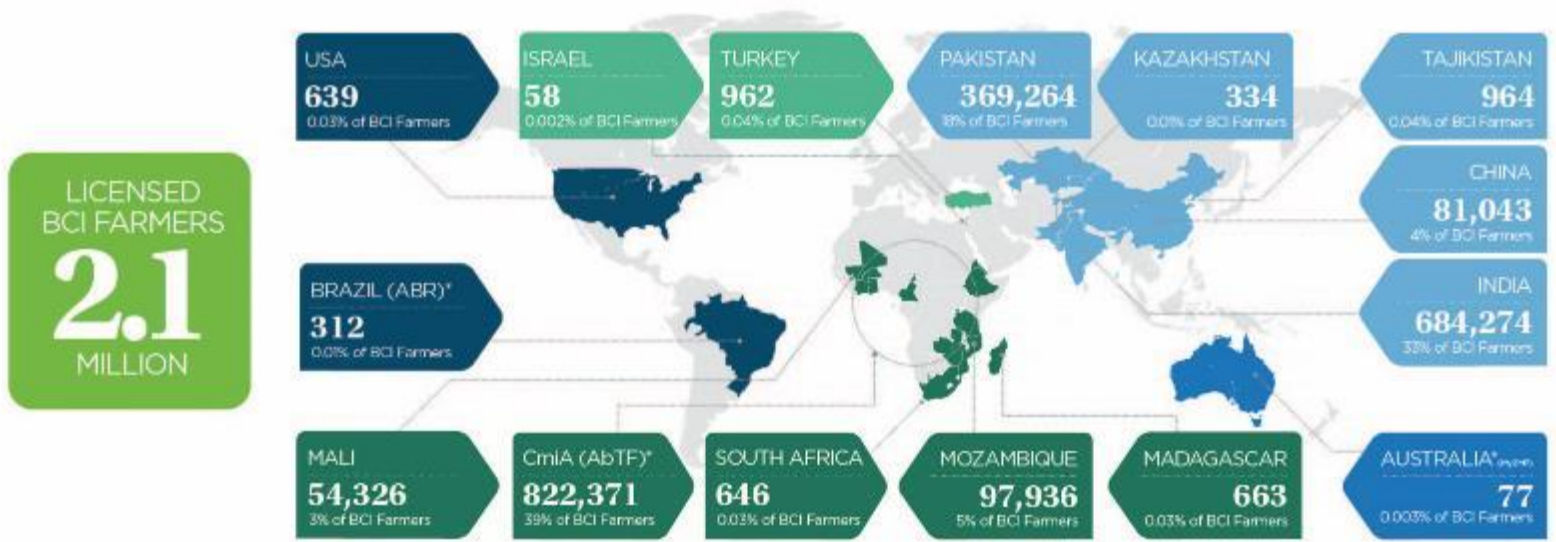 LICENSED
BCI FARMERS
2.1
MILLION
USA
639
0.03% of BCI Farmers
ISRAEL
58
0.002% of BCI Farmers
TURKEY
962
0.04% of BCI Farmers
PAKISTAN
369,264
18% of BCI Farmers
KAZAKHSTAN
334
0.01% of BCI Farmers
TAJIKISTAN
964
0.04% of BCI Farmers
CHINA
81,043
4% of BCI Farmers
BRAZIL (ABR)*
312
0.01% of BCI Farmers
INDIA
684,274
33% of BCI Farmers
MALI
54,326
3% of BCI Farmers
CmiA (AbTF)*
822,371
39% of BCI Farmers
SOUTH AFRICA
646
0.03% of BCI Farmers
MOZAMBIQUE
97,936
5% of BCI Farmers
MADAGASCAR
663
0.03% of BCI Farmers
AUSTRALIA*
77
0.003% of BCI Farmers